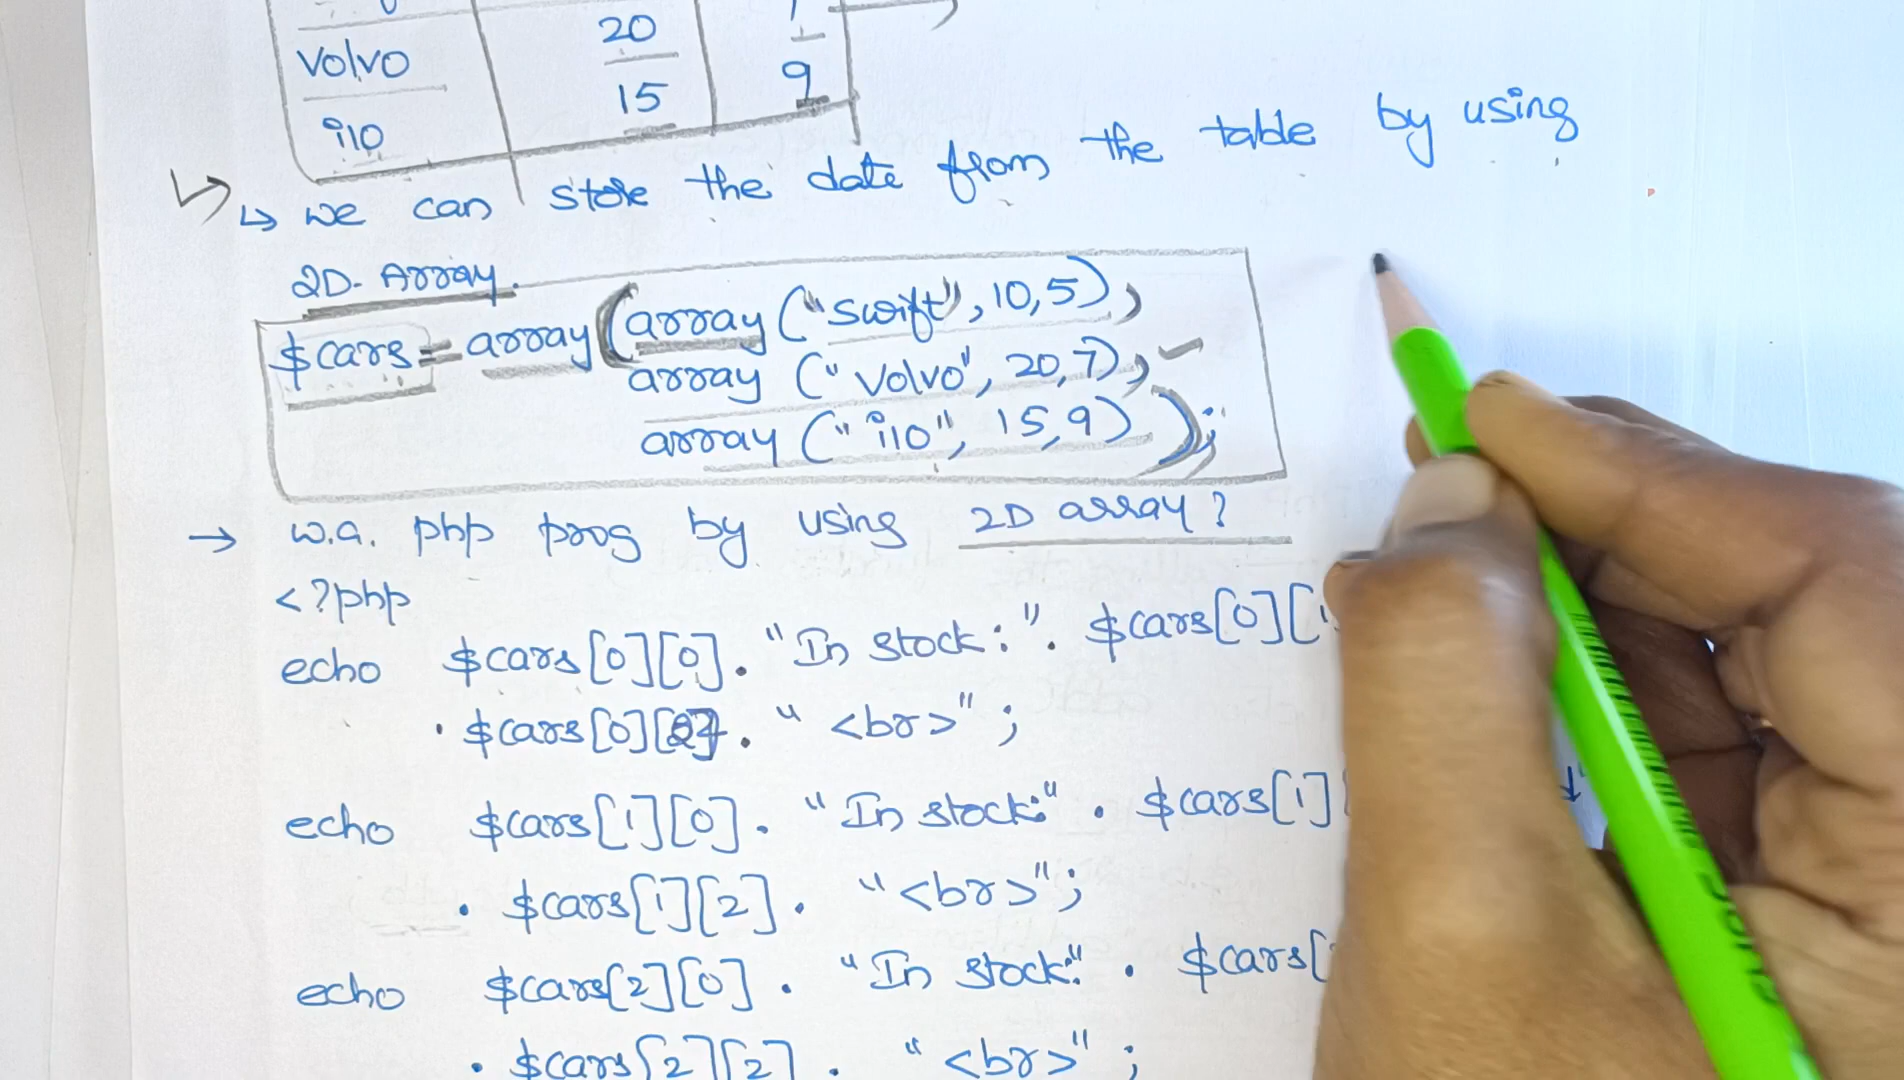 20
volvo
9
15
i10
↳ we can store the date from the table by using
2D-Array.
$cars = array(array("swift", 10,5),
array ("volvo", 20,7),
array ("i10", 15,9) );
→ w.a. php prog by using 2D array?
<?php
echo $cars[0][0]. "In stock:". $cars[0][1
. $cars[0][2]. "<br>";
echo $cars[1][0]. "In stock:" . $cars[1]
. $cars[1][2]. "<br>";
echo $cars[2][0]. "In stock:" . $cars[
. $cars[2][2]. "<br>";